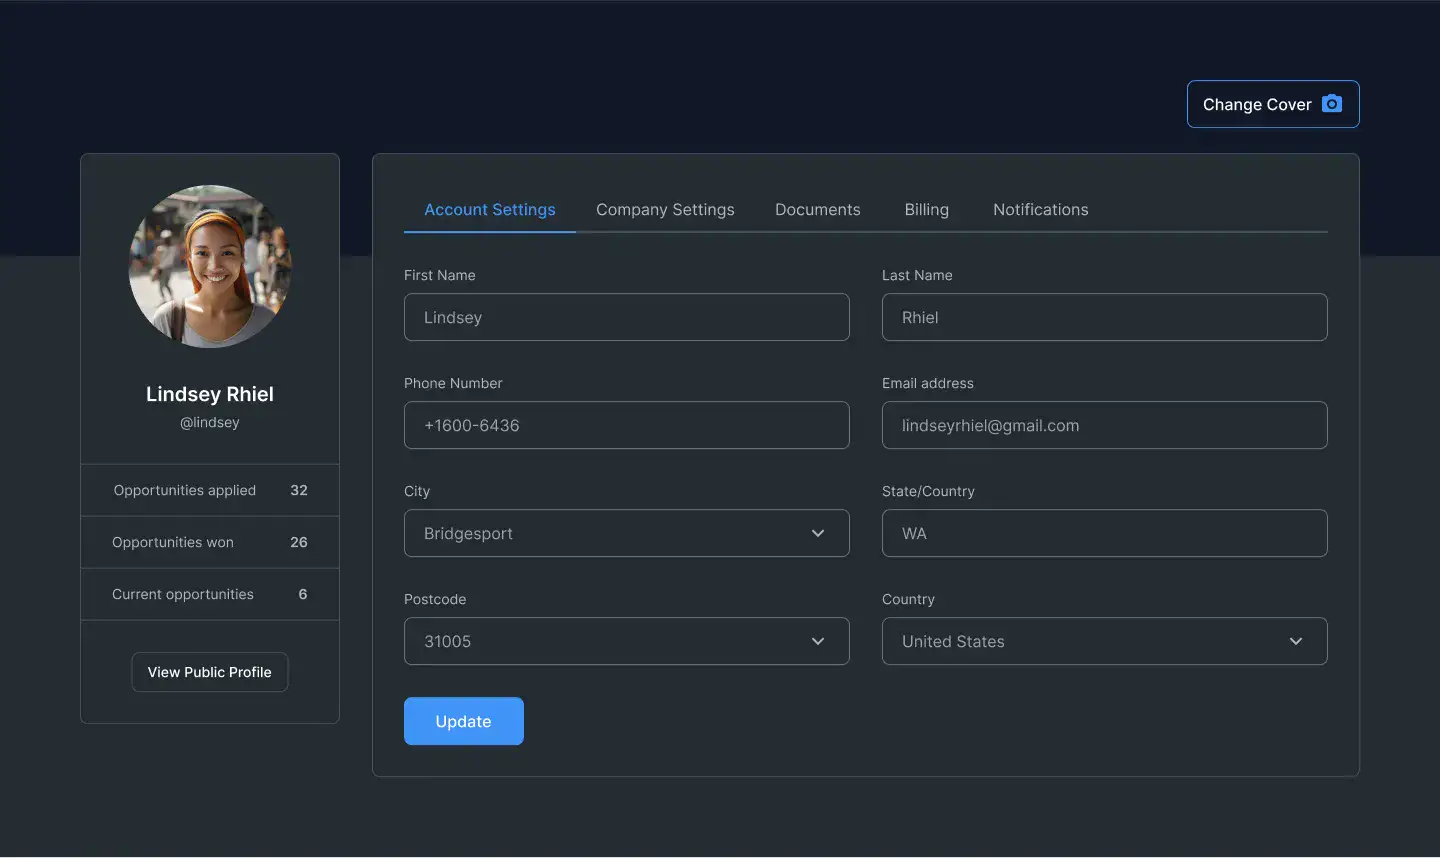 Change Cover
Lindsey Rhiel
@lindsey
Opportunities applied 32
Opportunities won 26
Current opportunities 6
View Public Profile
Account Settings Company Settings Documents Billing Notifications
First Name Last Name
Lindsey Rhiel
Phone Number Email address
+1600-6436 lindseyrhiel@gmail.com
City State/Country
Bridgesport WA
Postcode Country
31005 United States
Update